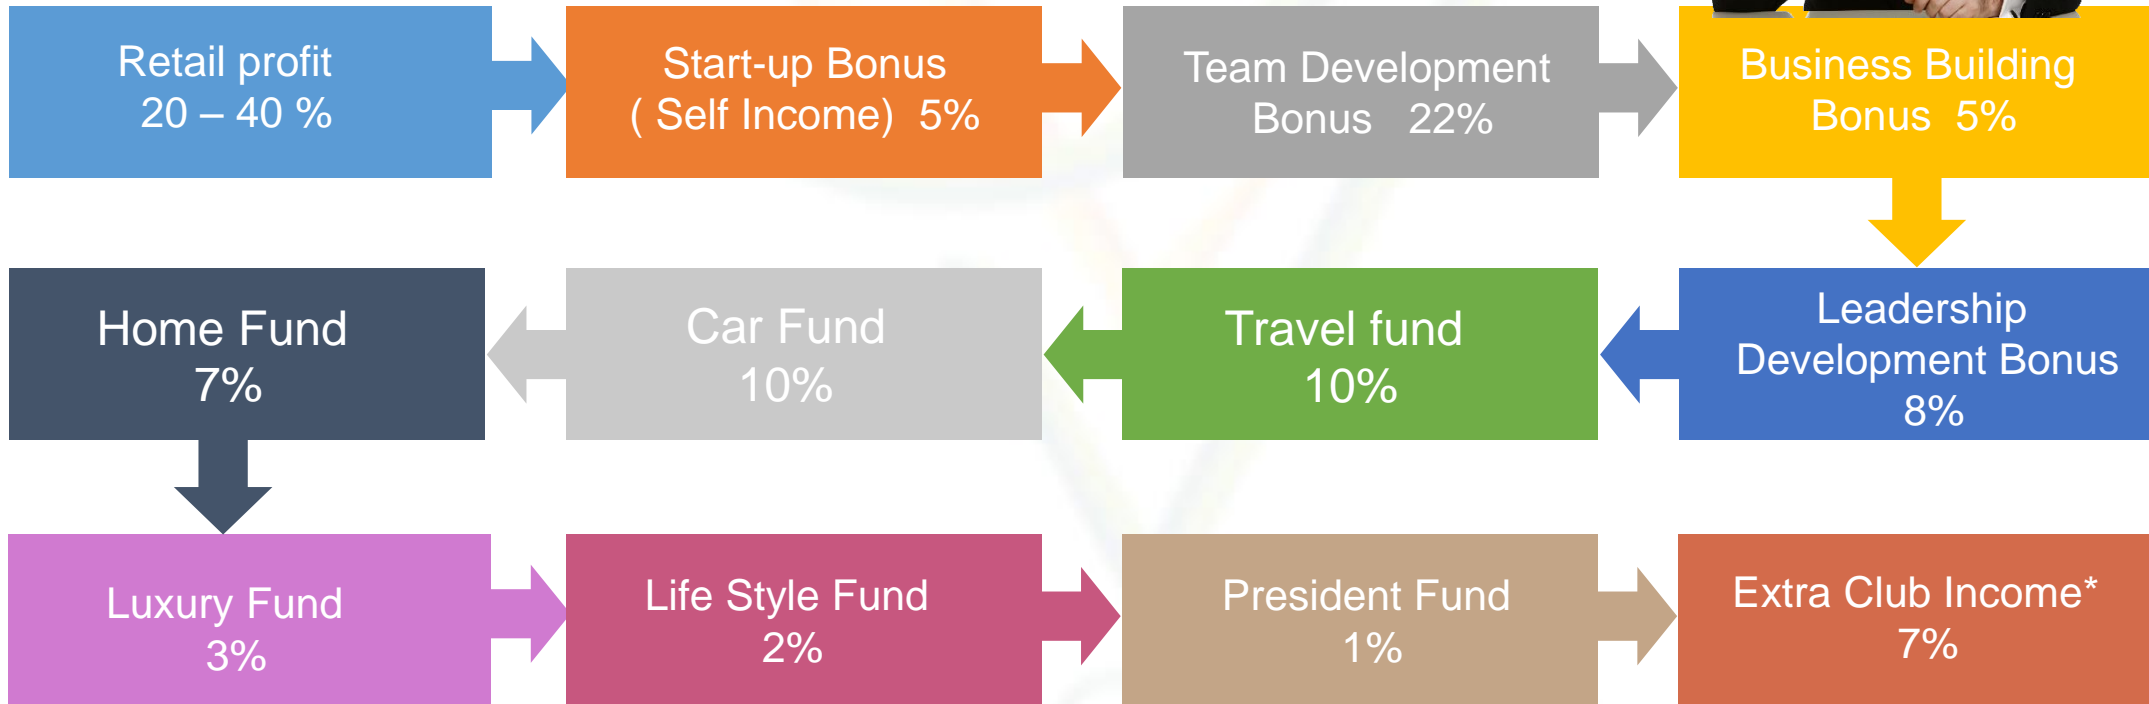 Retail profit
20 – 40 %
Start-up Bonus
( Self Income) 5%
Team Development
Bonus 22%
Business Building
Bonus 5%
Leadership
Development Bonus
8%
Travel fund
10%
Car Fund
10%
Home Fund
7%
Luxury Fund
3%
Life Style Fund
2%
President Fund
1%
Extra Club Income*
7%